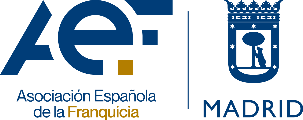 AEF
Asociación Española
de la Franquicia
MADRID